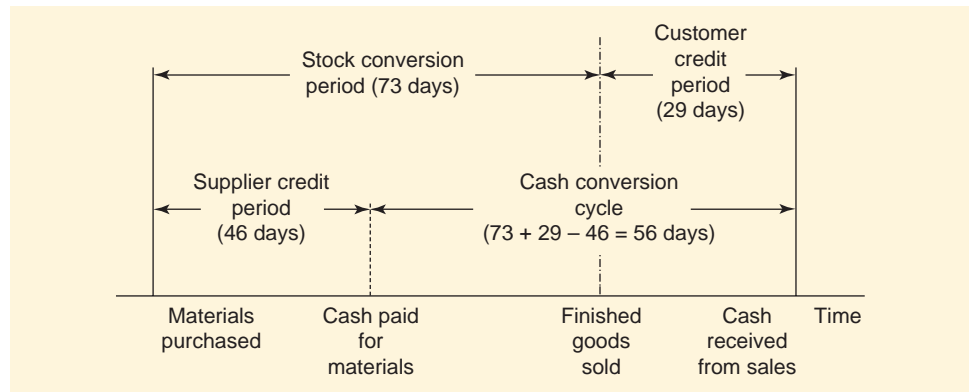 Stock conversion
period (73 days)
Customer
credit
period
(29 days)
Supplier credit
period
(46 days)
Cash conversion
cycle
(73 + 29 – 46 = 56 days)
Materials
purchased
Cash paid
for
materials
Finished
goods
sold
Cash
received
from sales
Time